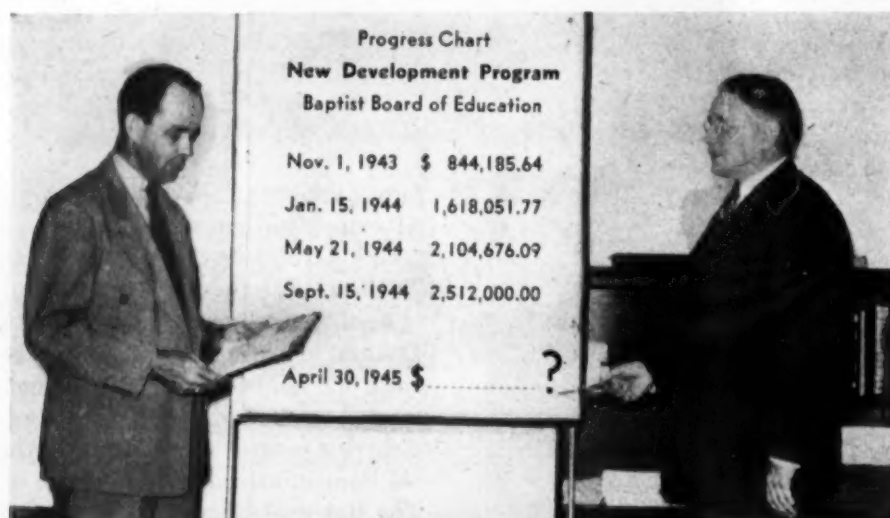 Progress Chart
New Development Program
Baptist Board of Education
Nov. 1, 1943 $ 844,185.64
Jan. 15, 1944 1,618,051.77
May 21, 1944 2,104,676.09
Sept. 15, 1944 2,512,000.00
April 30, 1945 $ ............... ?